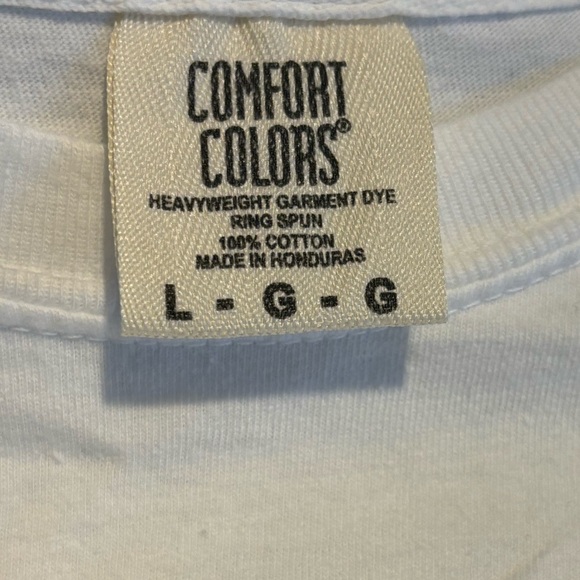 COMFORT
COLORS®
HEAVYWEIGHT GARMENT DYE
RING SPUN
100% COTTON
MADE IN HONDURAS
L - G - G